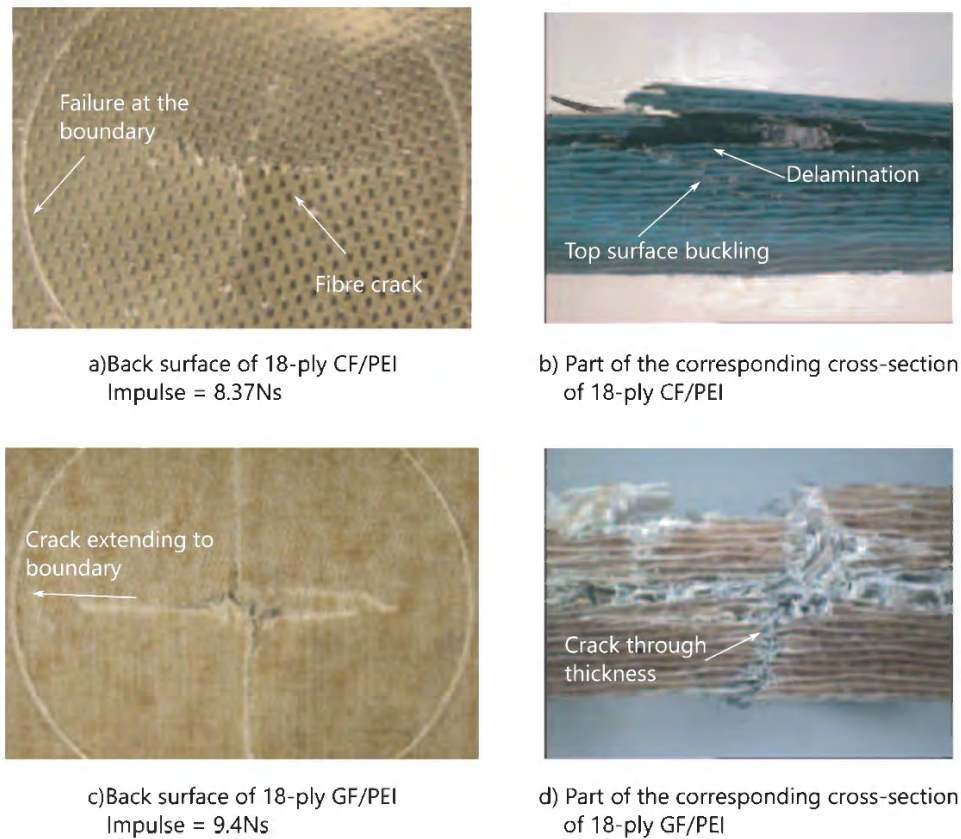 Failure at the
boundary
Fibre crack
Delamination
Top surface buckling
a)Back surface of 18-ply CF/PEI
Impulse = 8.37Ns
b) Part of the corresponding cross-section
of 18-ply CF/PEI
Crack extending to
boundary
Crack through
thickness
c)Back surface of 18-ply GF/PEI
Impulse = 9.4Ns
d) Part of the corresponding cross-section
of 18-ply GF/PEI